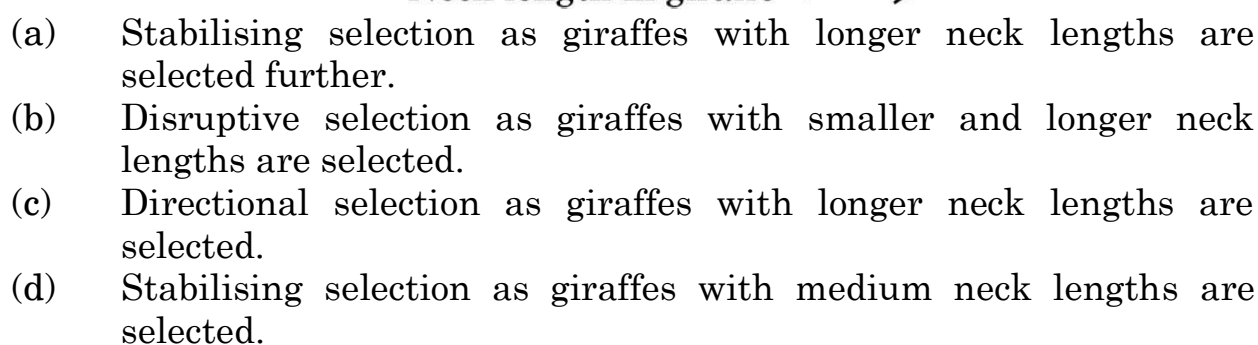 (a) Stabilising selection as giraffes with longer neck lengths are
selected further.
(b) Disruptive selection as giraffes with smaller and longer neck
lengths are selected.
(c) Directional selection as giraffes with longer neck lengths are
selected.
(d) Stabilising selection as giraffes with medium neck lengths are
selected.